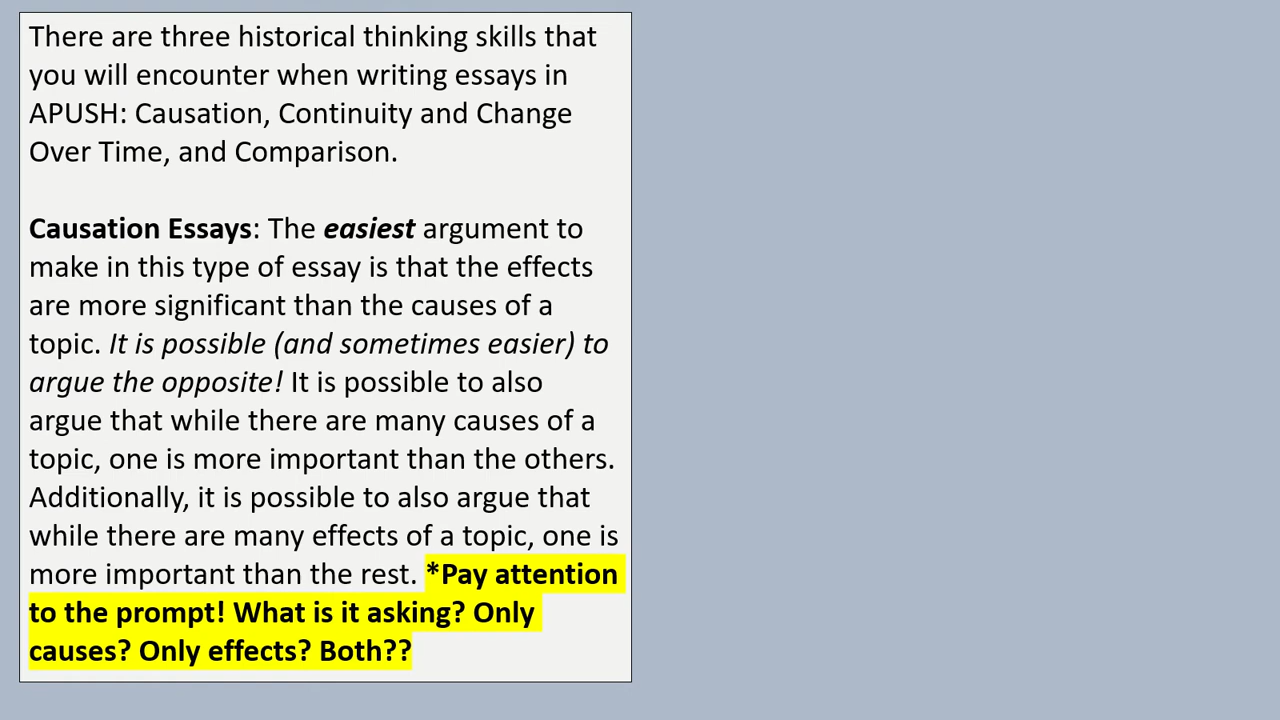 There are three historical thinking skills that
you will encounter when writing essays in
APUSH: Causation, Continuity and Change
Over Time, and Comparison.
Causation Essays: The easiest argument to
make in this type of essay is that the effects
are more significant than the causes of a
topic. It is possible (and sometimes easier) to
argue the opposite! It is possible to also
argue that while there are many causes of a
topic, one is more important than the others.
Additionally, it is possible to also argue that
while there are many effects of a topic, one is
more important than the rest. *Pay attention
to the prompt! What is it asking? Only
causes? Only effects? Both??